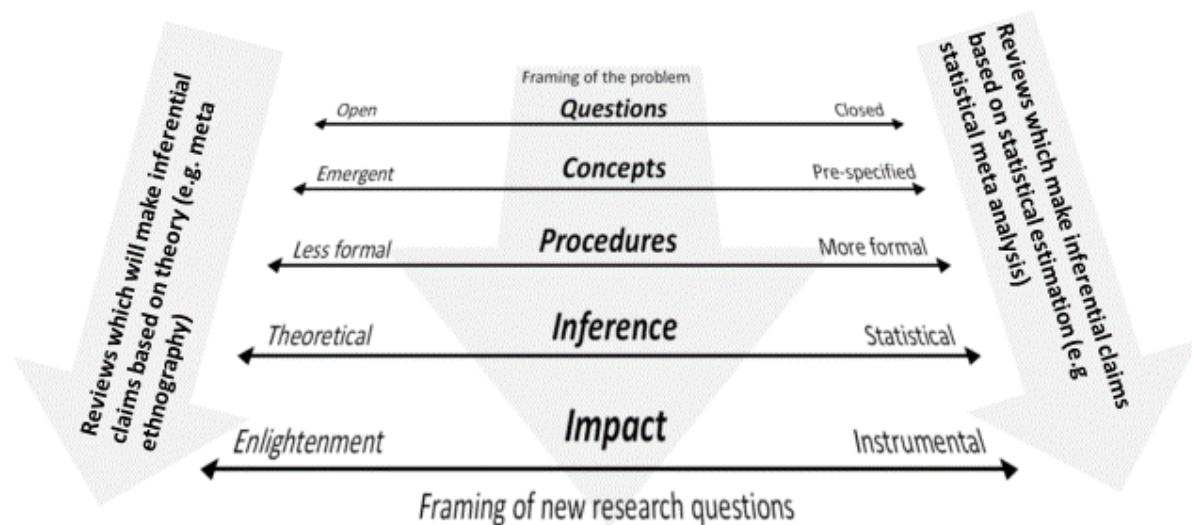 Reviews which will make inferential
claims based on theory (e.g. meta
ethnography)
Framing of the problem
Open Questions Closed
Emergent Concepts Pre-specified
Less formal Procedures More formal
Theoretical Inference Statistical
Enlightenment Impact Instrumental
Framing of new research questions
Reviews which make inferential claims
based on statistical estimation (e.g
statistical meta analysis)